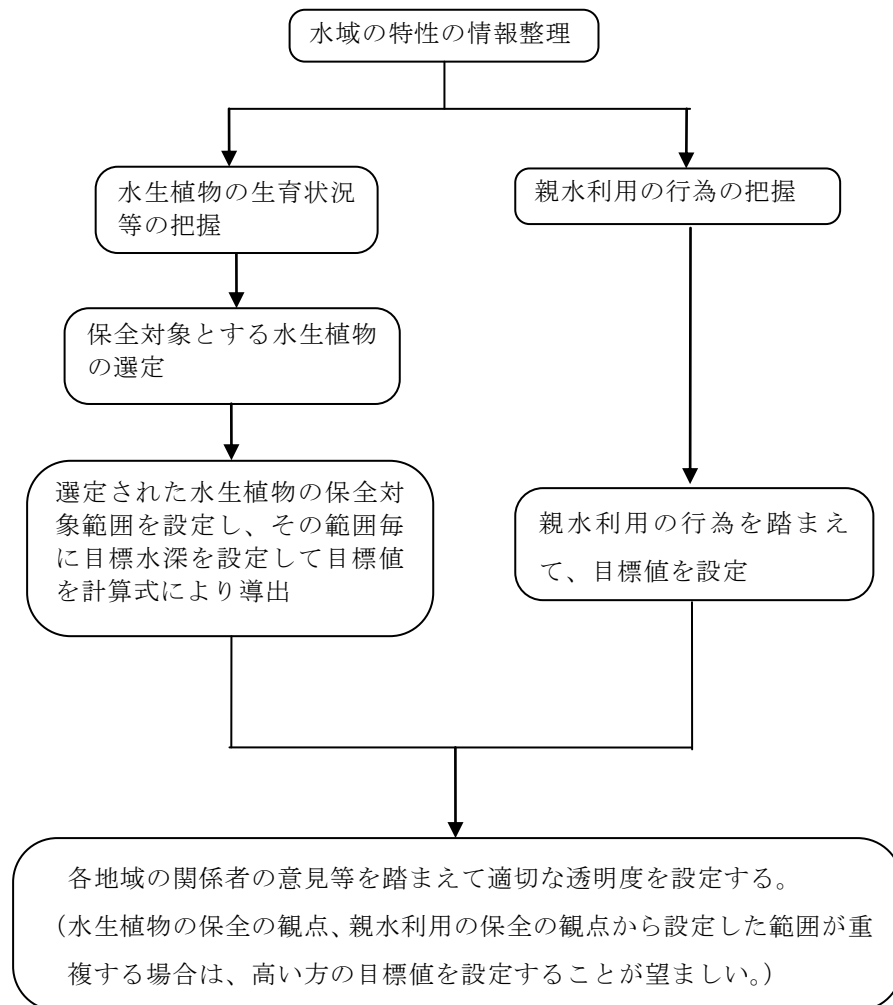 水域の特性の情報整理
水生植物の生育状況
等の把握
親水利用の行為の把握
保全対象とする水生植物
の選定
選定された水生植物の保全対
象範囲を設定し、その範囲毎
に目標水深を設定して目標値
を計算式により導出
親水利用の行為を踏まえ
て、目標値を設定
各地域の関係者の意見等を踏まえて適切な透明度を設定する。
(水生植物の保全の観点、親水利用の保全の観点から設定した範囲が重
複する場合は、高い方の目標値を設定することが望ましい。)